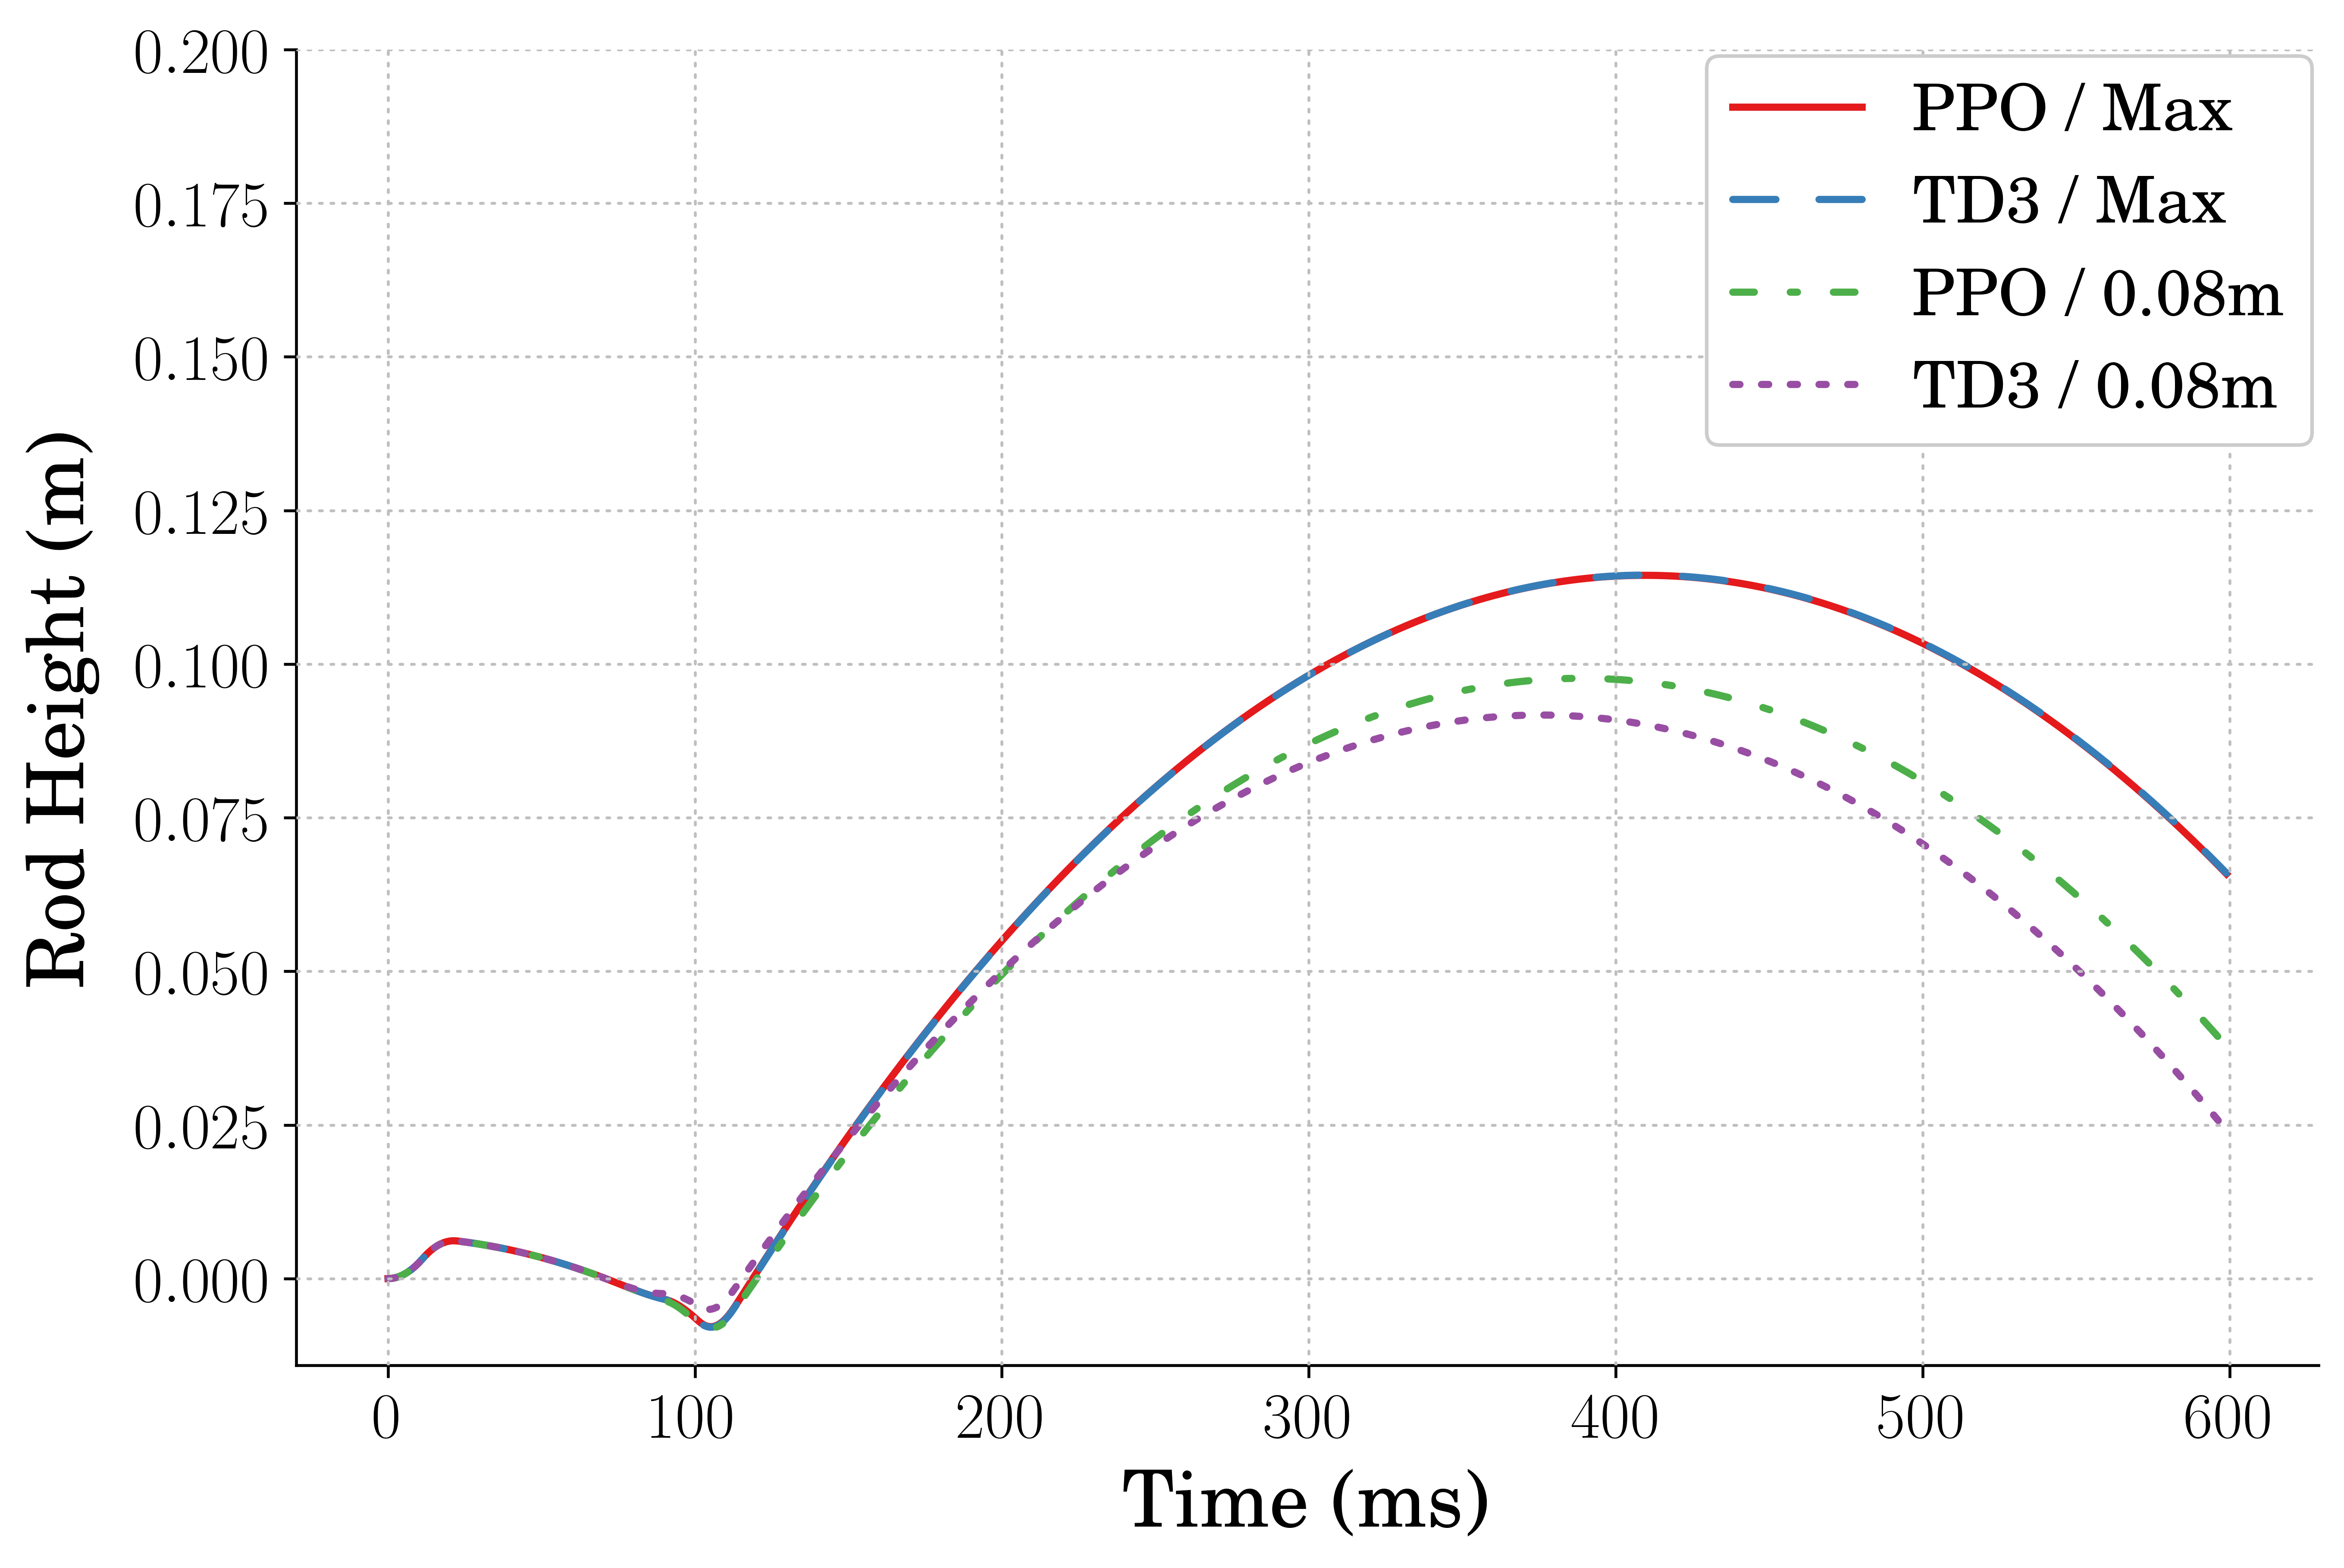 0.200
0.175
0.150
0.125
0.100
0.075
0.050
0.025
0.000
Rod Height (m)
PPO / Max
TD3 / Max
PPO / 0.08m
TD3 / 0.08m
0 100 200 300 400 500 600
Time (ms)